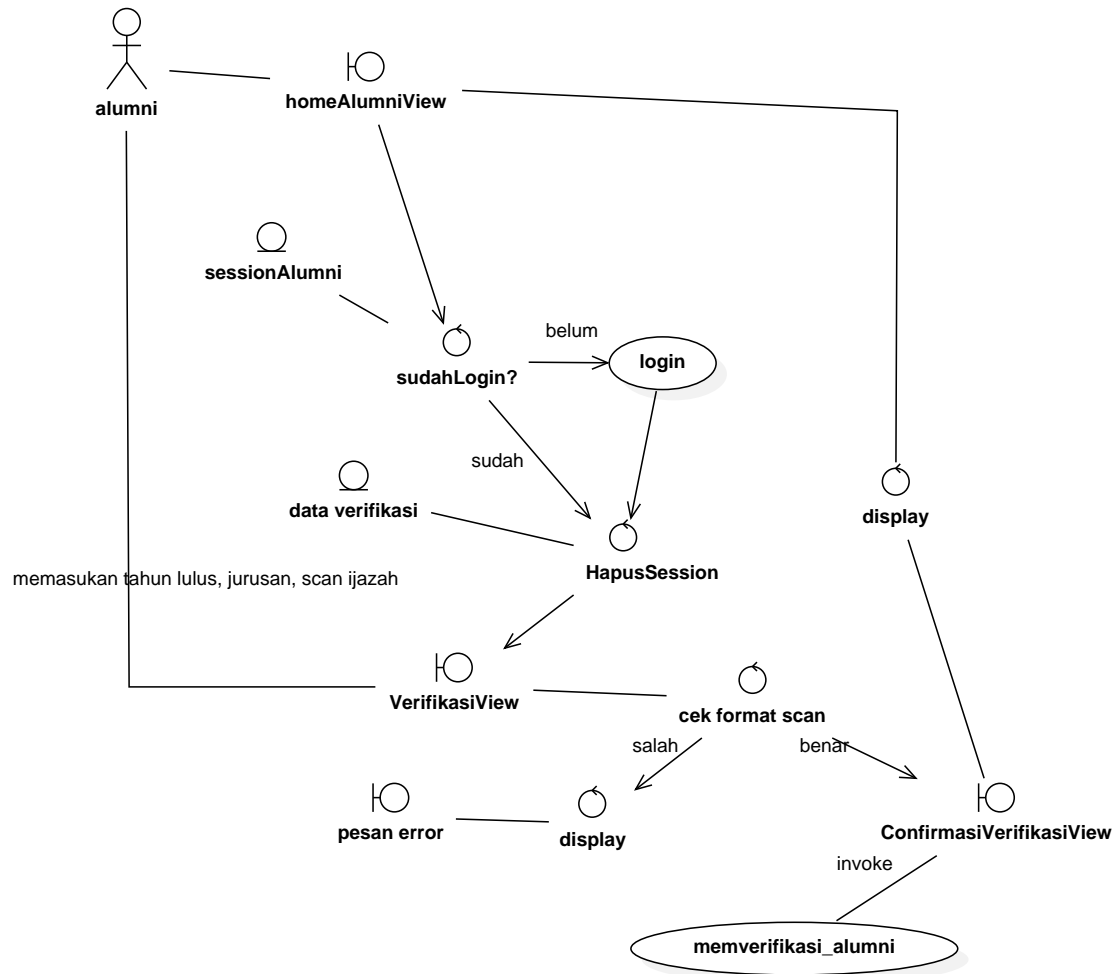 alumni
homeAlumniView
sessionAlumni
sudahLogin?
belum
login
sudah
data verifikasi
HapusSession
display
memasukan tahun lulus, jurusan, scan ijazah
VerifikasiView
cek format scan
salah
benar
pesan error
display
ConfirmasiVerifikasiView
invoke
memverifikasi_alumni